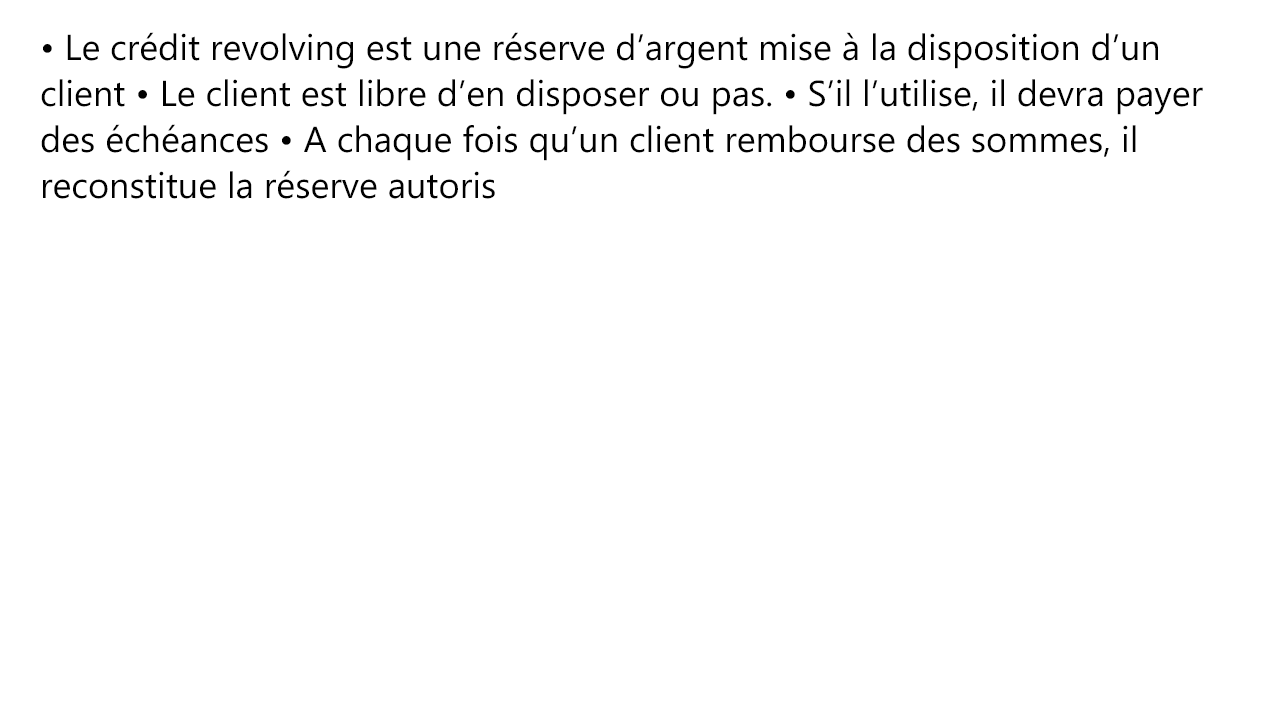 • Le crédit revolving est une réserve d’argent mise à la disposition d’un
client • Le client est libre d’en disposer ou pas. • S’il l’utilise, il devra payer
des échéances • A chaque fois qu’un client rembourse des sommes, il
reconstitue la réserve autoris